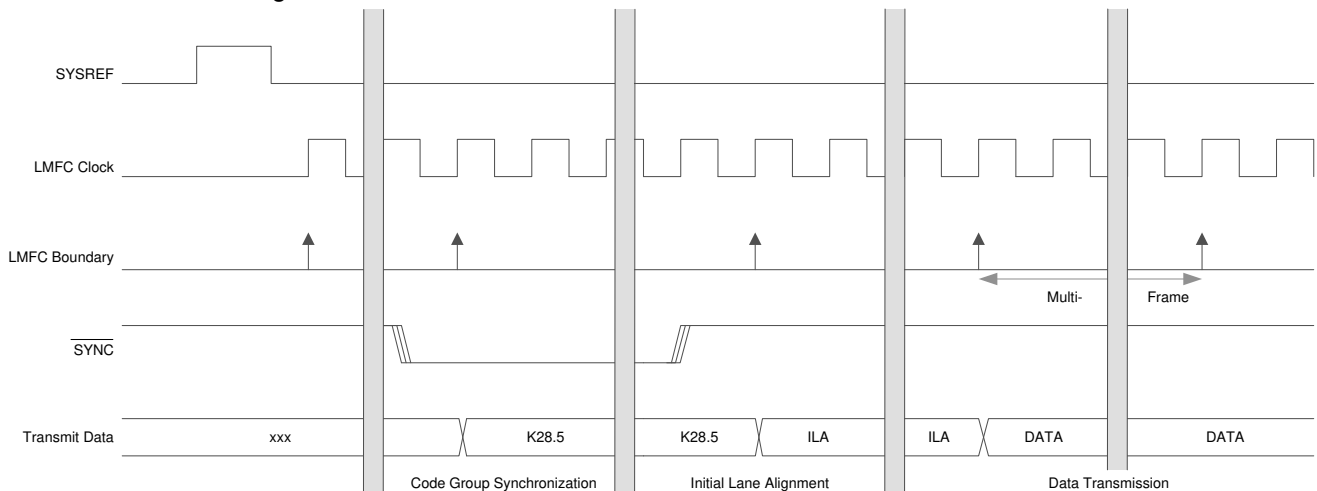 SYSREF
LMFC Clock
LMFC Boundary
Multi- Frame
SYNC
Transmit Data xxx K28.5 K28.5 ILA ILA DATA DATA
Code Group Synchronization Initial Lane Alignment Data Transmission